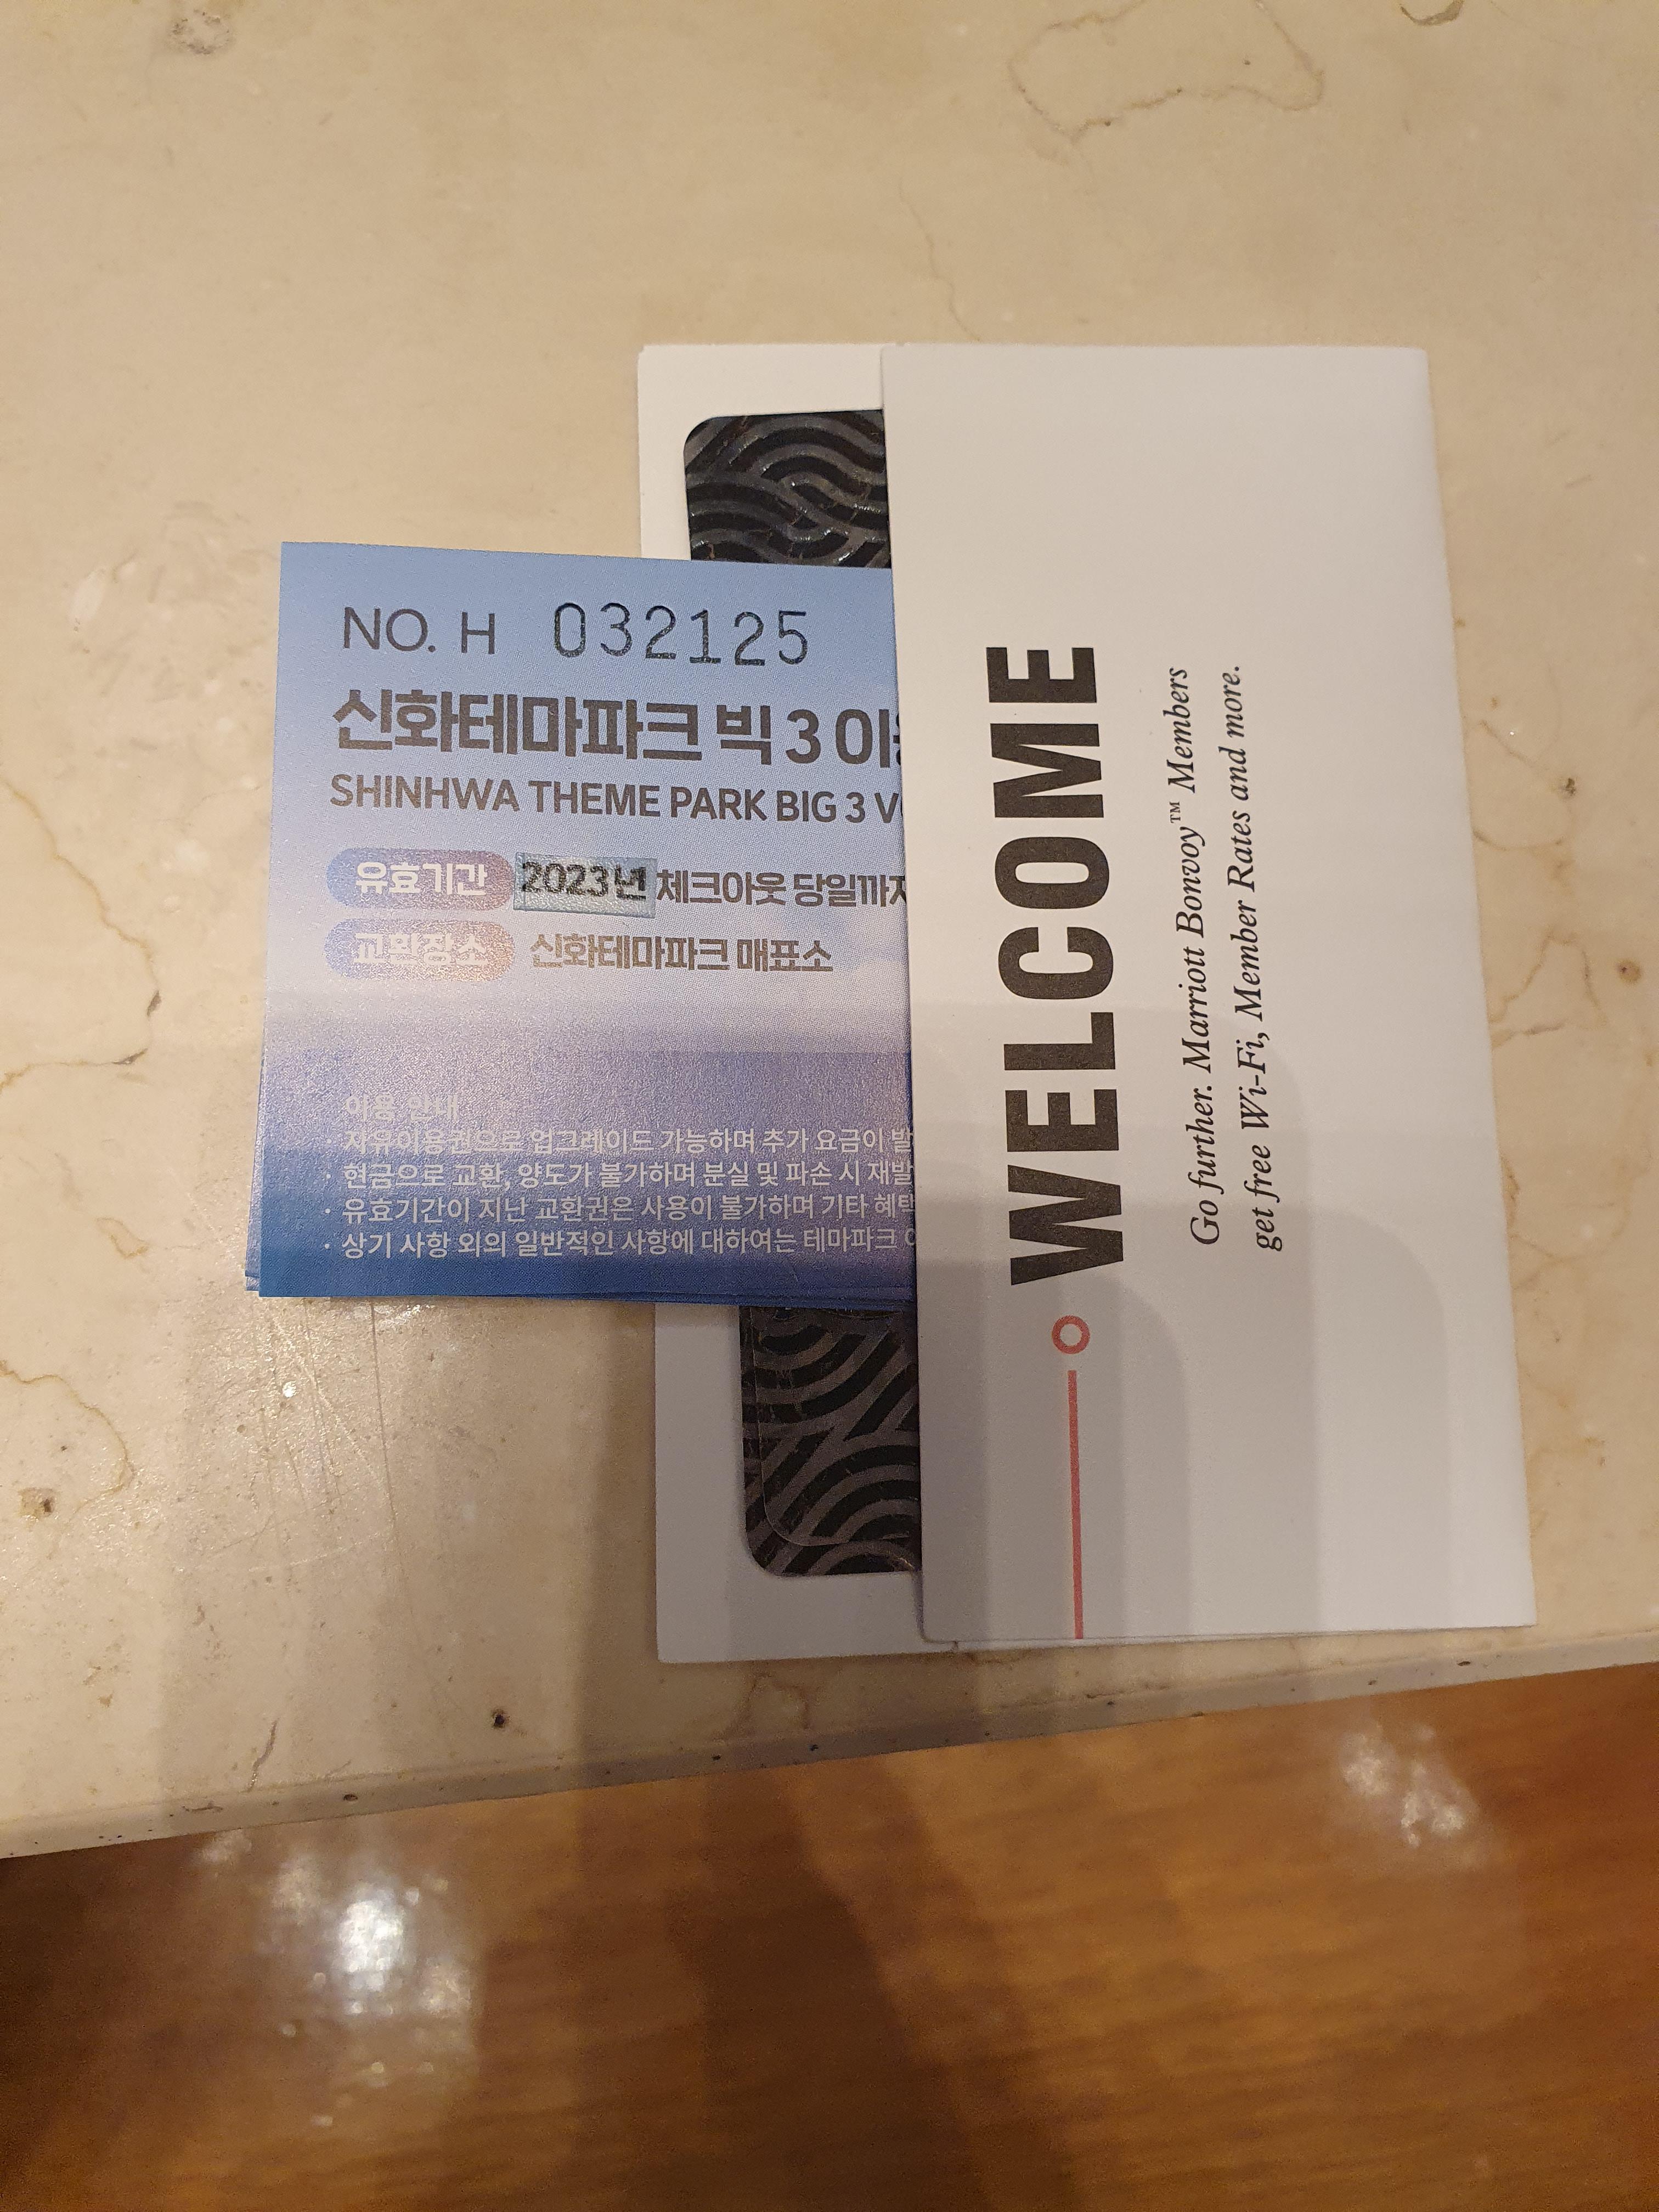 NO. H 032125
신화테마파크 빅 3
SHINHWA THEME PARK BIG 3
유효기간 2023년 체크아웃 당일까지
교환장소 신화테마파크 매표소
이용 안내
· 자유이용권으로 업그레이드 가능하며 추가 요금이
· 현금으로 교환, 양도가 불가하며 분실 및 파손 시
· 유효기간이 지난 교환권은 사용이 불가하며 기타 혜택
· 상기 사항 외의 일반적인 사항에 대하여는 테마파크
WELCOME
Go further. Marriott Bonvoy™ Members
get free Wi-Fi, Member Rates and more.